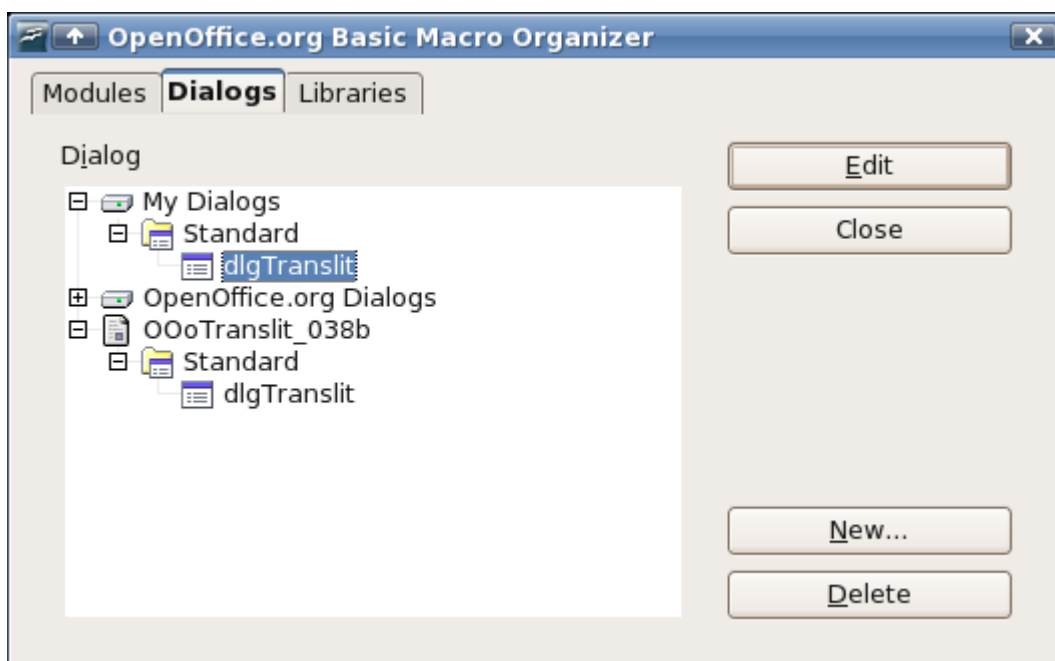 OpenOffice.org Basic Macro Organizer
Modules Dialogs Libraries
Dialog
My Dialogs
Standard
dlgTranslit
OpenOffice.org Dialogs
OOoTranslit_038b
Standard
dlgTranslit
Edit
Close
New...
Delete